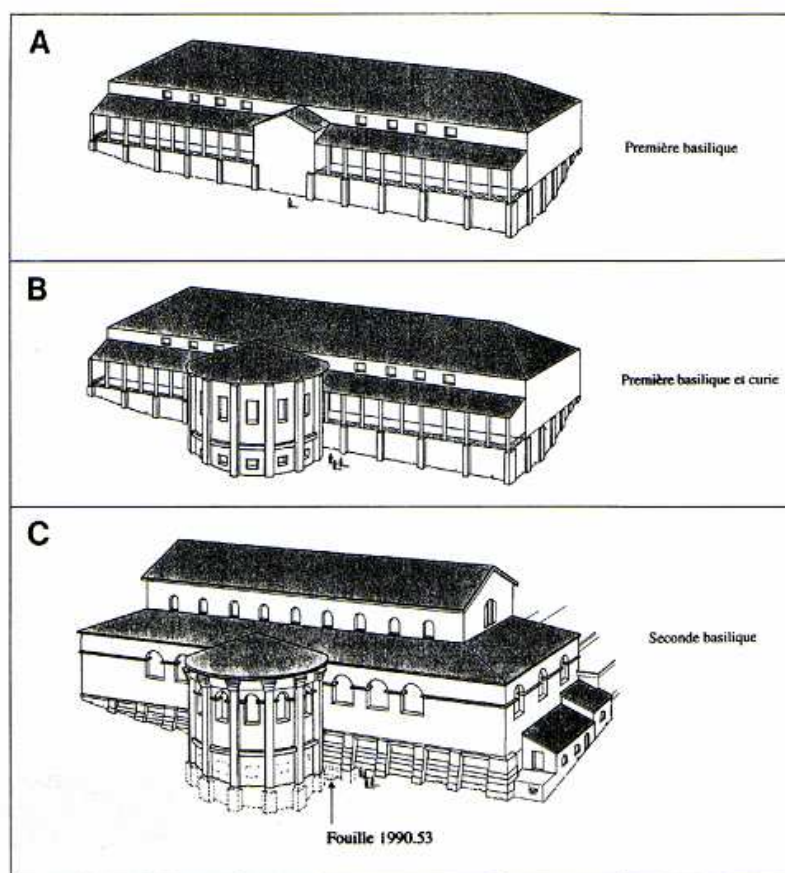 A
Première basilique
B
Première basilique et curie
C
Seconde basilique
Fouille 1990.53